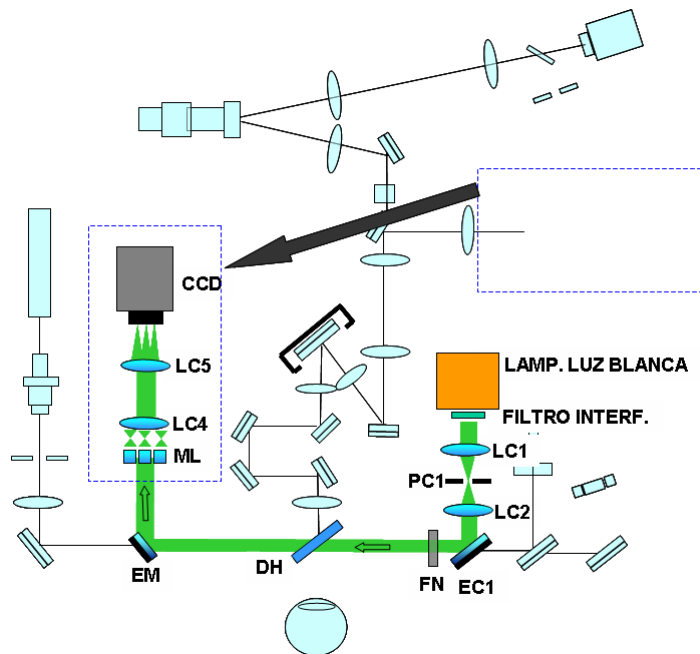 CCD
LAMP. LUZ BLANCA
LC5
FILTRO INTERF.
LC4
LC1
ML
PC1
LC2
EM
DH
FN
EC1